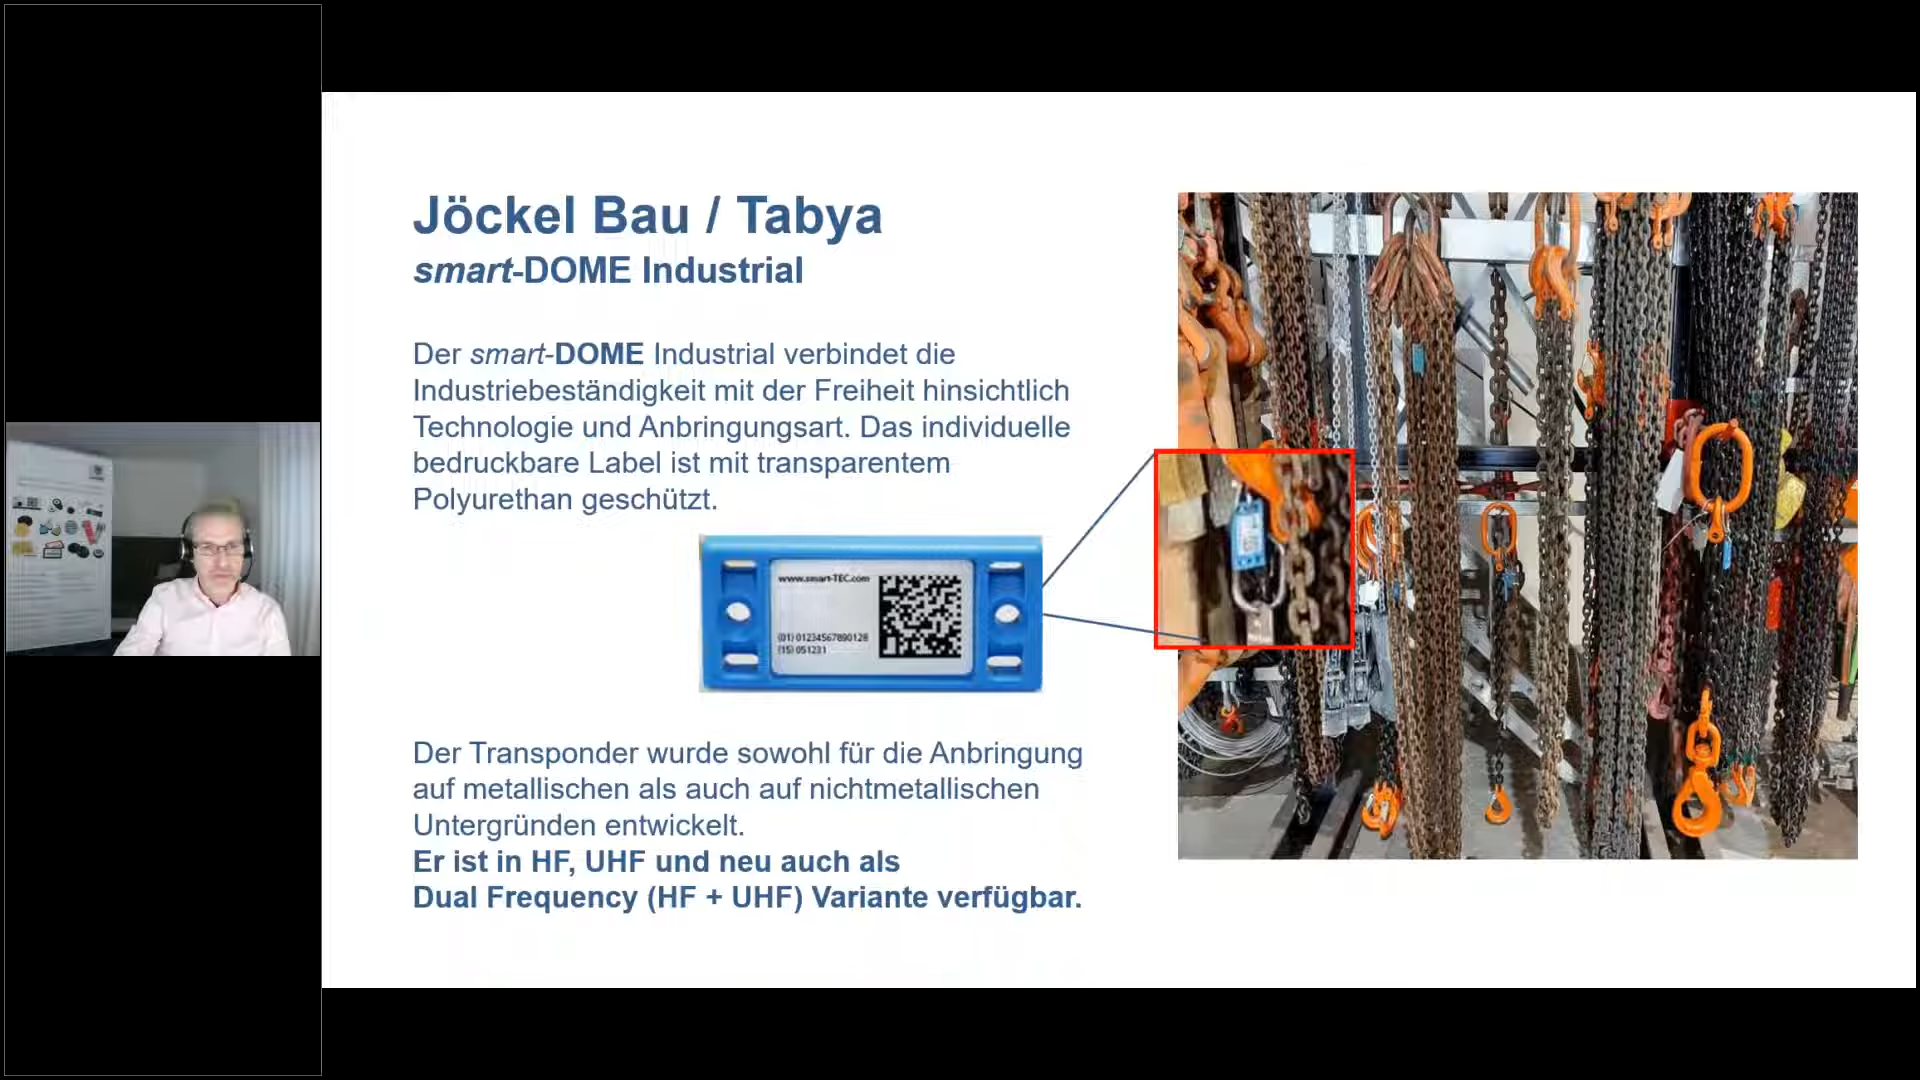 Jöckel Bau / Tabya
smart-DOME Industrial
Der smart-DOME Industrial verbindet die
Industriebeständigkeit mit der Freiheit hinsichtlich
Technologie und Anbringungsart. Das individuelle
bedruckbare Label ist mit transparentem
Polyurethan geschützt.
www.smart-TEC.com
(01) 01234567890128
(15) 051231
Der Transponder wurde sowohl für die Anbringung
auf metallischen als auch auf nichtmetallischen
Untergründen entwickelt.
Er ist in HF, UHF und neu auch als
Dual Frequency (HF + UHF) Variante verfügbar.